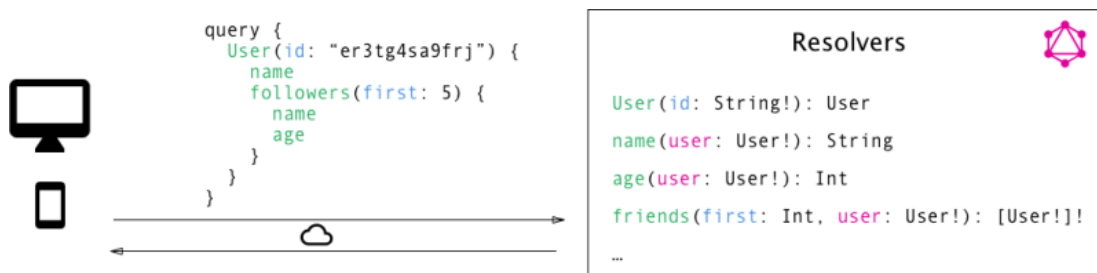 query {
User(id: “er3tg4sa9frj”) {
name
followers(first: 5) {
name
age
}
}
}
Resolvers
User(id: String!): User
name(user: User!): String
age(user: User!): Int
friends(first: Int, user: User!): [User!]!
…